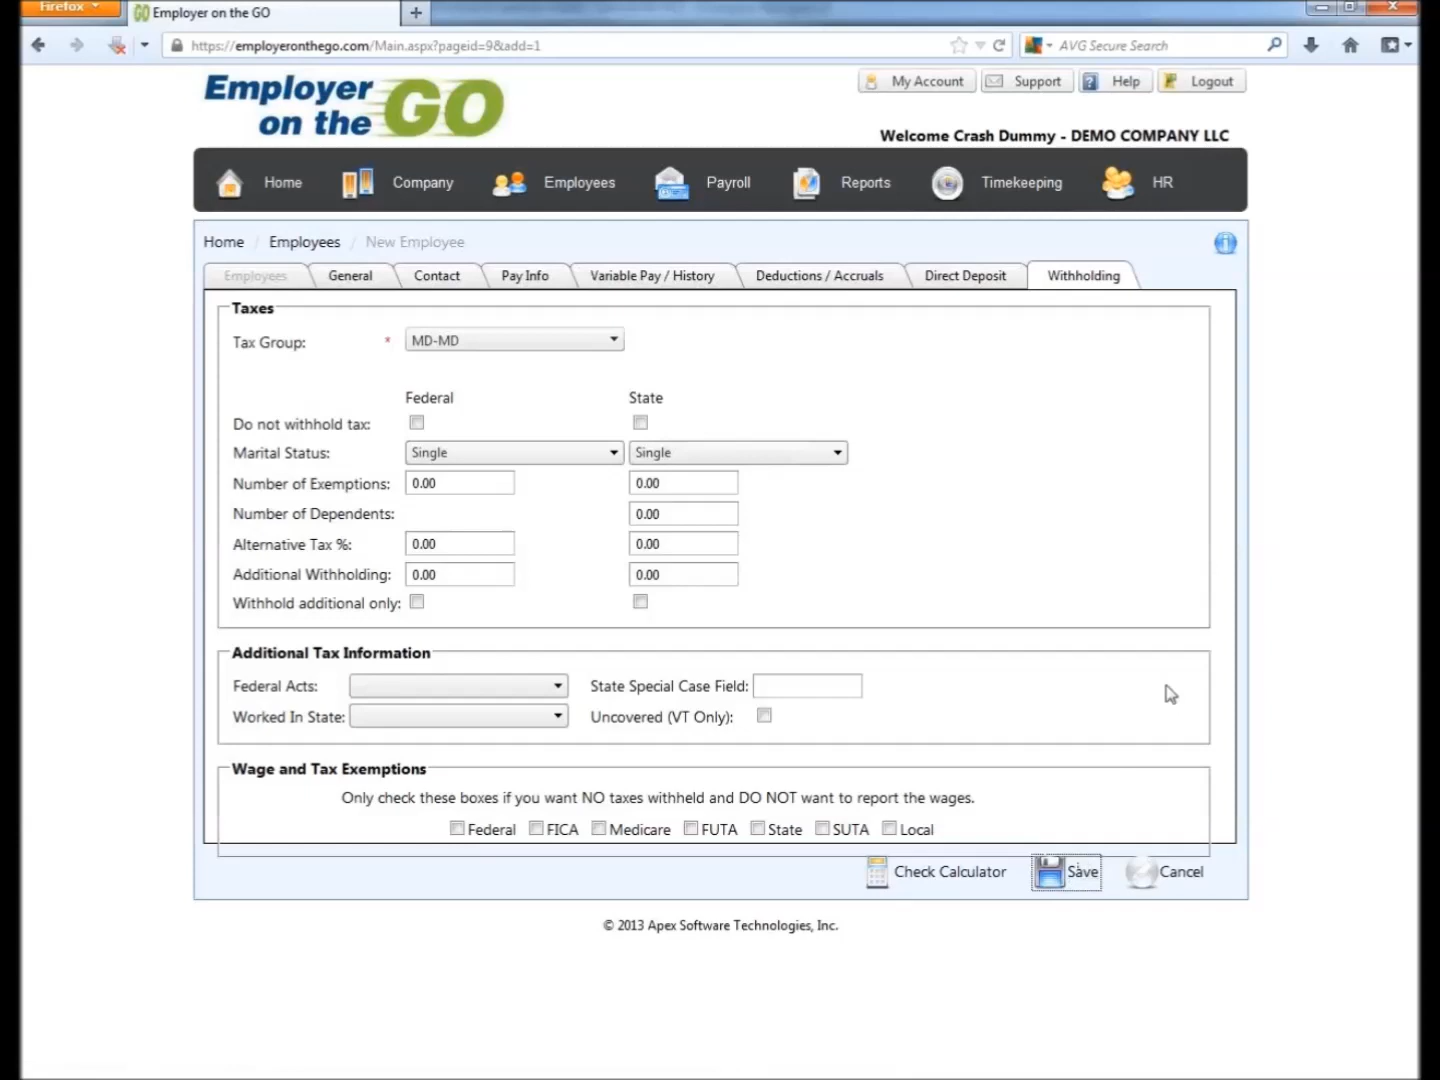 Firefox
Employer on the GO
https://employeronthego.com/Main.aspx?pageid=9&add=1
AVG Secure Search
Employer on the GO
My Account
Support
Help
Logout
Welcome Crash Dummy - DEMO COMPANY LLC
Home
Company
Employees
Payroll
Reports
Timekeeping
HR
Home / Employees / New Employee
Employees
General
Contact
Pay Info
Variable Pay / History
Deductions / Accruals
Direct Deposit
Withholding
Taxes
Tax Group: * MD-MD
Federal State
Do not withhold tax:
Marital Status: Single Single
Number of Exemptions: 0.00 0.00
Number of Dependents: 0.00
Alternative Tax %: 0.00 0.00
Additional Withholding: 0.00 0.00
Withhold additional only:
Additional Tax Information
Federal Acts: State Special Case Field:
Worked In State: Uncovered (VT Only):
Wage and Tax Exemptions
Only check these boxes if you want NO taxes withheld and DO NOT want to report the wages.
Federal FICA Medicare FUTA State SUTA Local
Check Calculator Save Cancel
© 2013 Apex Software Technologies, Inc.